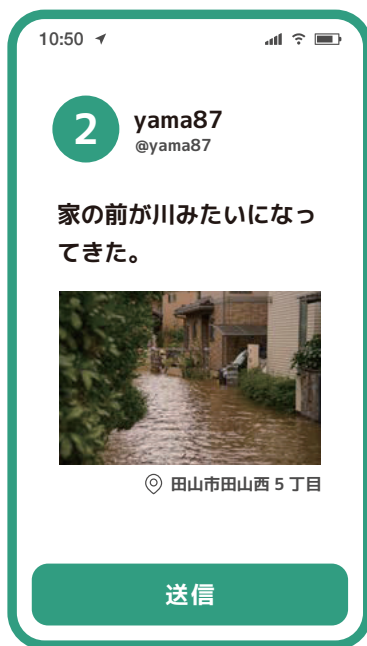 10:50
2
yama87
@yama87
家の前が川みたいになっ
てきた。
田山市田山西 5 丁目
送信